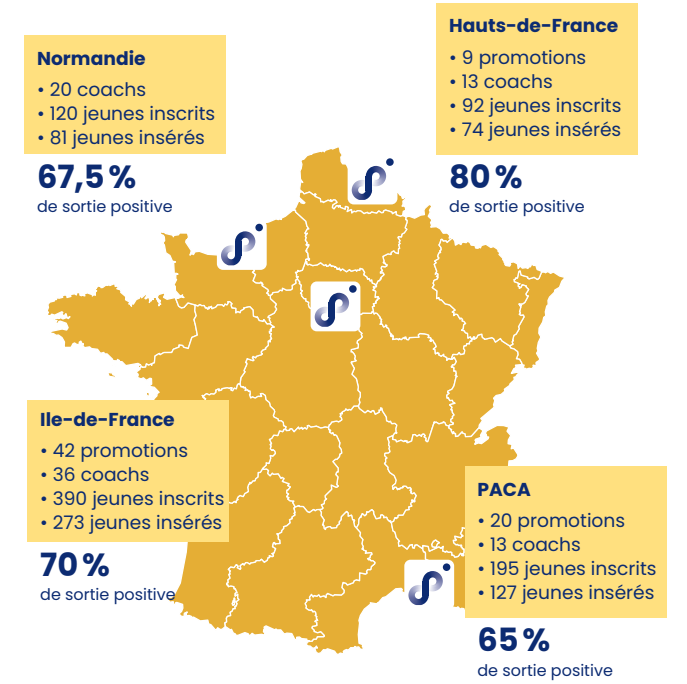 Normandie
• 20 coachs
• 120 jeunes inscrits
• 81 jeunes insérés
67,5 %
de sortie positive
Hauts-de-France
• 9 promotions
• 13 coachs
• 92 jeunes inscrits
• 74 jeunes insérés
80 %
de sortie positive
Ile-de-France
• 42 promotions
• 36 coachs
• 390 jeunes inscrits
• 273 jeunes insérés
70 %
de sortie positive
PACA
• 20 promotions
• 13 coachs
• 195 jeunes inscrits
• 127 jeunes insérés
65 %
de sortie positive